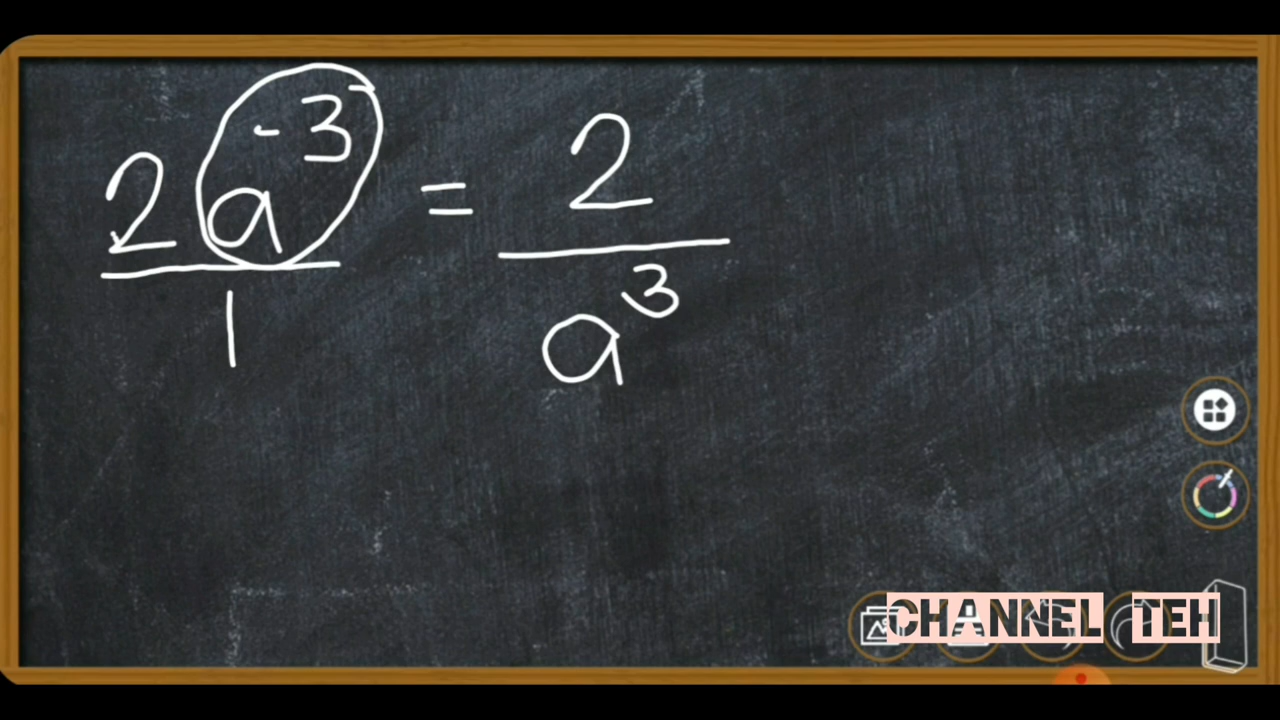 2a⁻³/1 = 2/a³
CHANNEL TEH